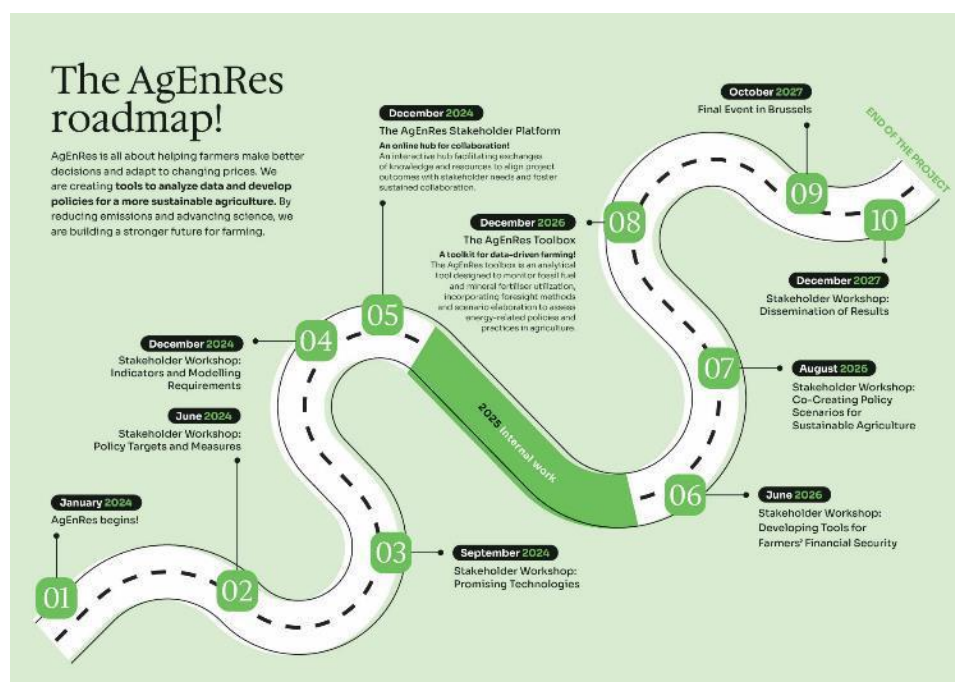 The AgEnRes
roadmap!
AgEnRes is all about helping farmers make better
decisions and adapt to changing prices. We
are creating tools to analyze data and develop
policies for a more sustainable agriculture. By
reducing emissions and advancing science, we
are building a stronger future for farming.
01
January 2024
AgEnRes begins!
02
June 2024
Stakeholder Workshop:
Policy Targets and Measures
03
September 2024
Stakeholder Workshop:
Promising Technologies
04
December 2024
Stakeholder Workshop:
Indicators and Modelling
Requirements
05
December 2024
The AgEnRes Stakeholder Platform
An online hub for collaboration!
An interactive hub facilitating exchanges
of knowledge and resources to align project
outcomes with stakeholder needs and foster
sustained collaboration.
2025 Internal work
06
June 2026
Stakeholder Workshop:
Developing Tools for
Farmers' Financial Security
07
August 2026
Stakeholder Workshop:
Co-Creating Policy
Scenarios for
Sustainable Agriculture
08
December 2026
The AgEnRes Toolbox
A toolkit for data-driven farming!
The AgEnRes toolbox is an analytical
tool designed to monitor fossil fuel
and mineral fertiliser utilization,
incorporating foresight methods
and scenario elaboration to assess
energy-related policies and
practices in agriculture.
09
October 2027
Final Event in Brussels
10
December 2027
Stakeholder Workshop:
Dissemination of Results
END OF THE PROJECT